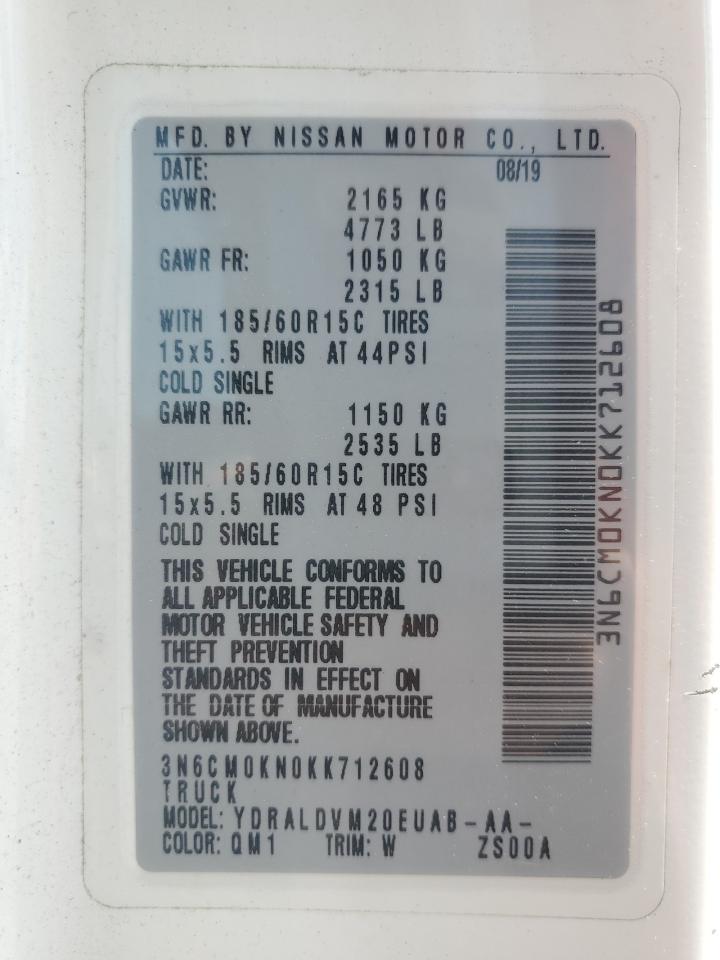 MFD. BY NISSAN MOTOR CO., LTD.
DATE: 08/19
GVWR: 2165 KG
4773 LB
GAWR FR: 1050 KG
2315 LB
WITH 185/60R15C TIRES
15x5.5 RIMS AT 44PSI
COLD SINGLE
GAWR RR: 1150 KG
2535 LB
WITH 185/60R15C TIRES
15x5.5 RIMS AT 48 PSI
COLD SINGLE
THIS VEHICLE CONFORMS TO
ALL APPLICABLE FEDERAL
MOTOR VEHICLE SAFETY AND
THEFT PREVENTION
STANDARDS IN EFFECT ON
THE DATE OF MANUFACTURE
SHOWN ABOVE.
3N6CM0KN0KK712608
TRUCK
MODEL: YDRALDVM20EUAB-AA-
COLOR: QM1 TRIM: W ZS00A
3N6CM0KN0KK712608